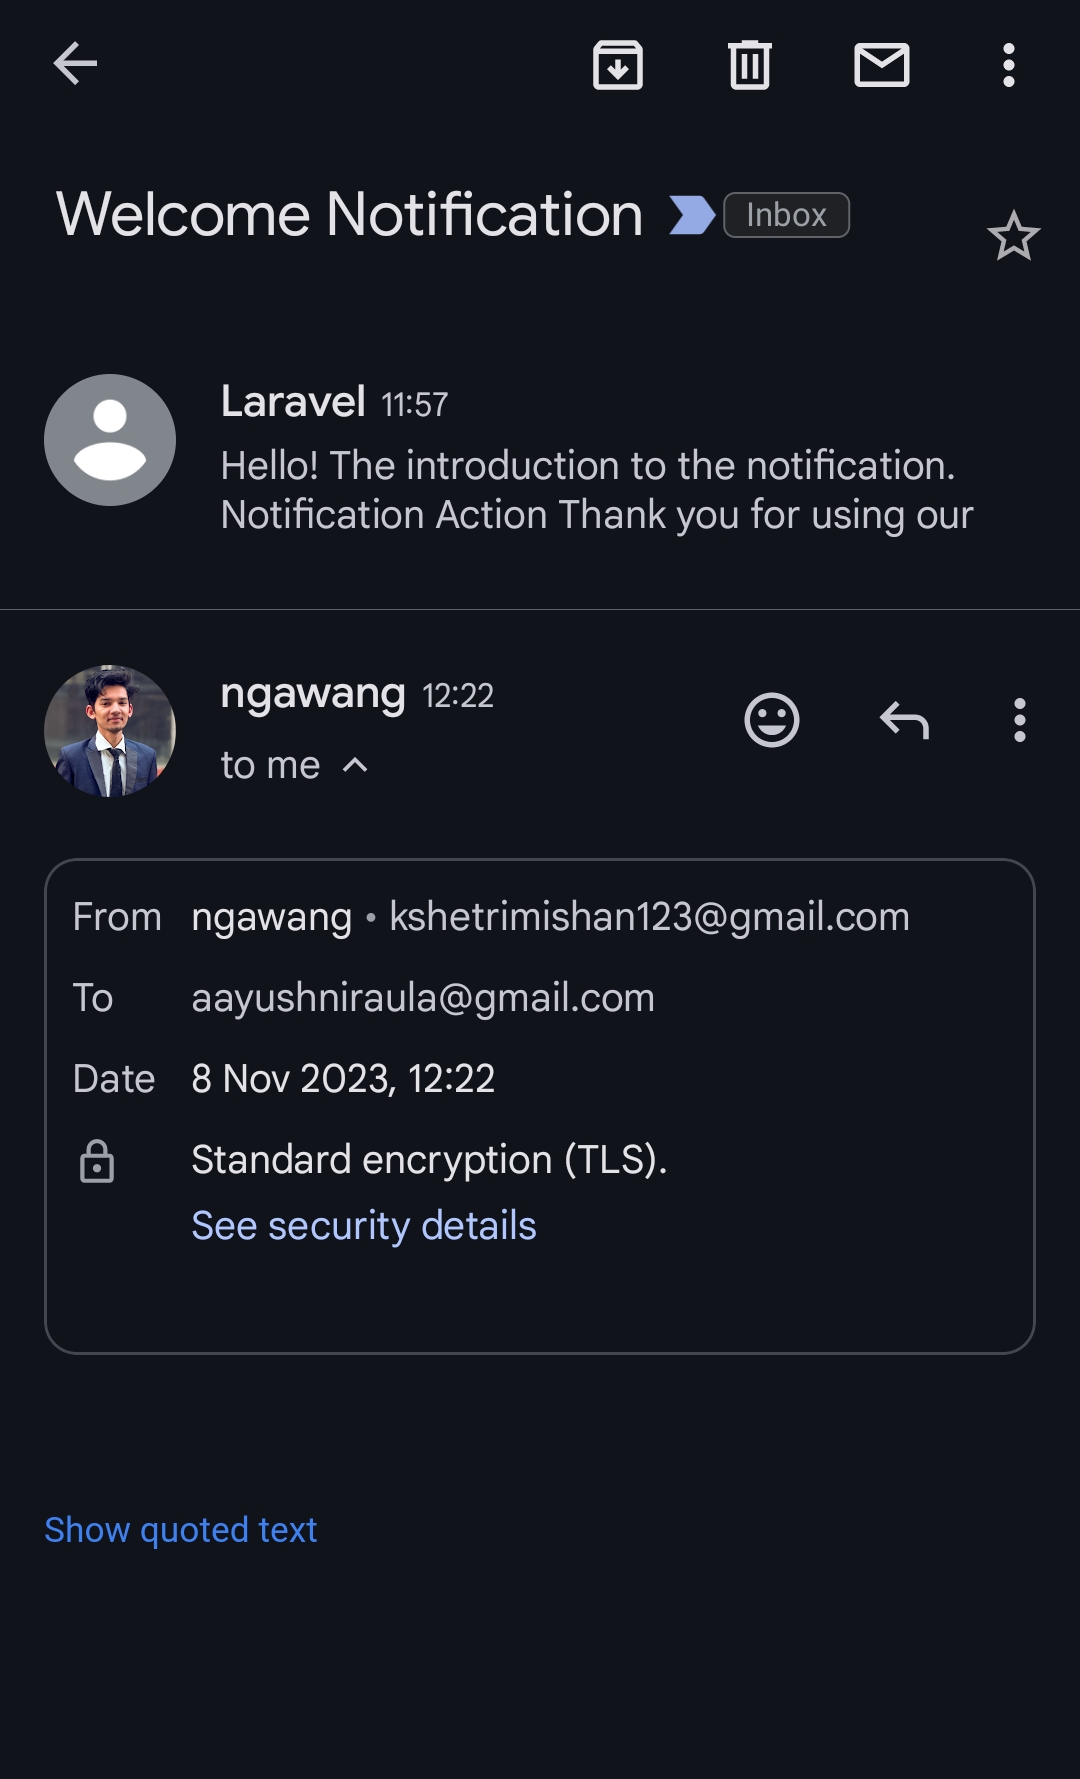 Welcome Notification Inbox
Laravel 11:57
Hello! The introduction to the notification.
Notification Action Thank you for using our
ngawang 12:22
to me
From ngawang • kshetrimishan123@gmail.com
To aayushniraula@gmail.com
Date 8 Nov 2023, 12:22
Standard encryption (TLS).
See security details
Show quoted text